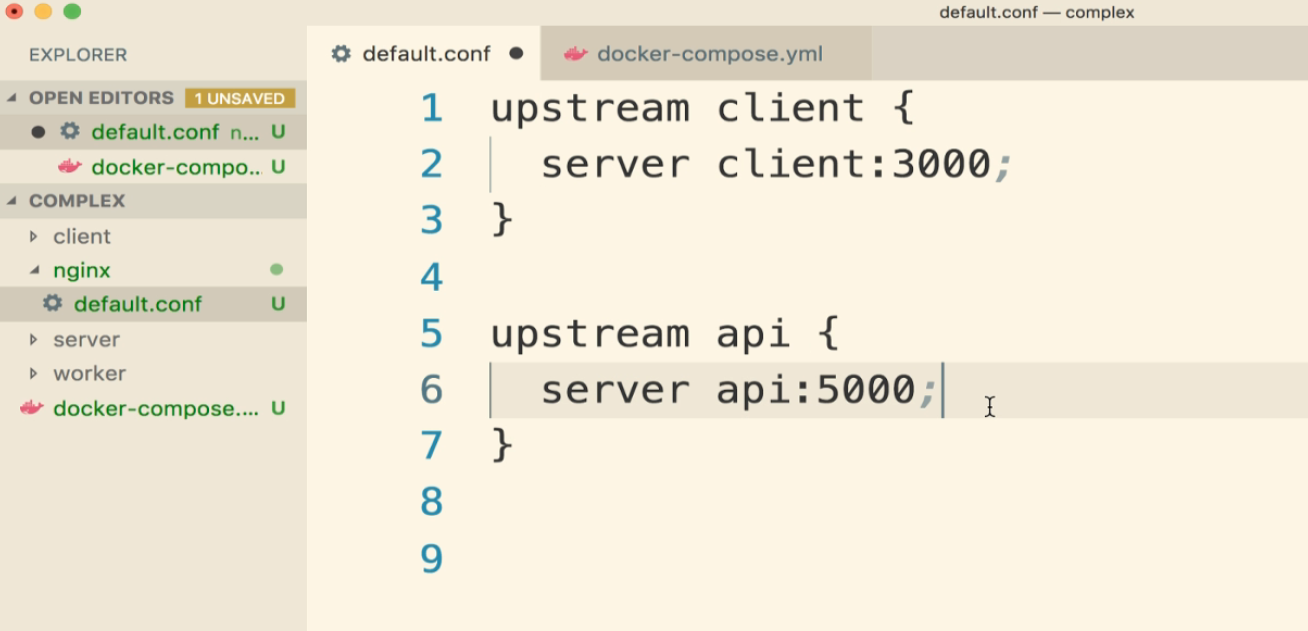 default.conf — complex
EXPLORER
OPEN EDITORS 1 UNSAVED
default.conf n... U
docker-compo... U
COMPLEX
client
nginx
default.conf U
server
worker
docker-compose.... U
default.conf
docker-compose.yml
1 upstream client {
2 server client:3000;
3 }
4
5 upstream api {
6 server api:5000;
7 }
8
9